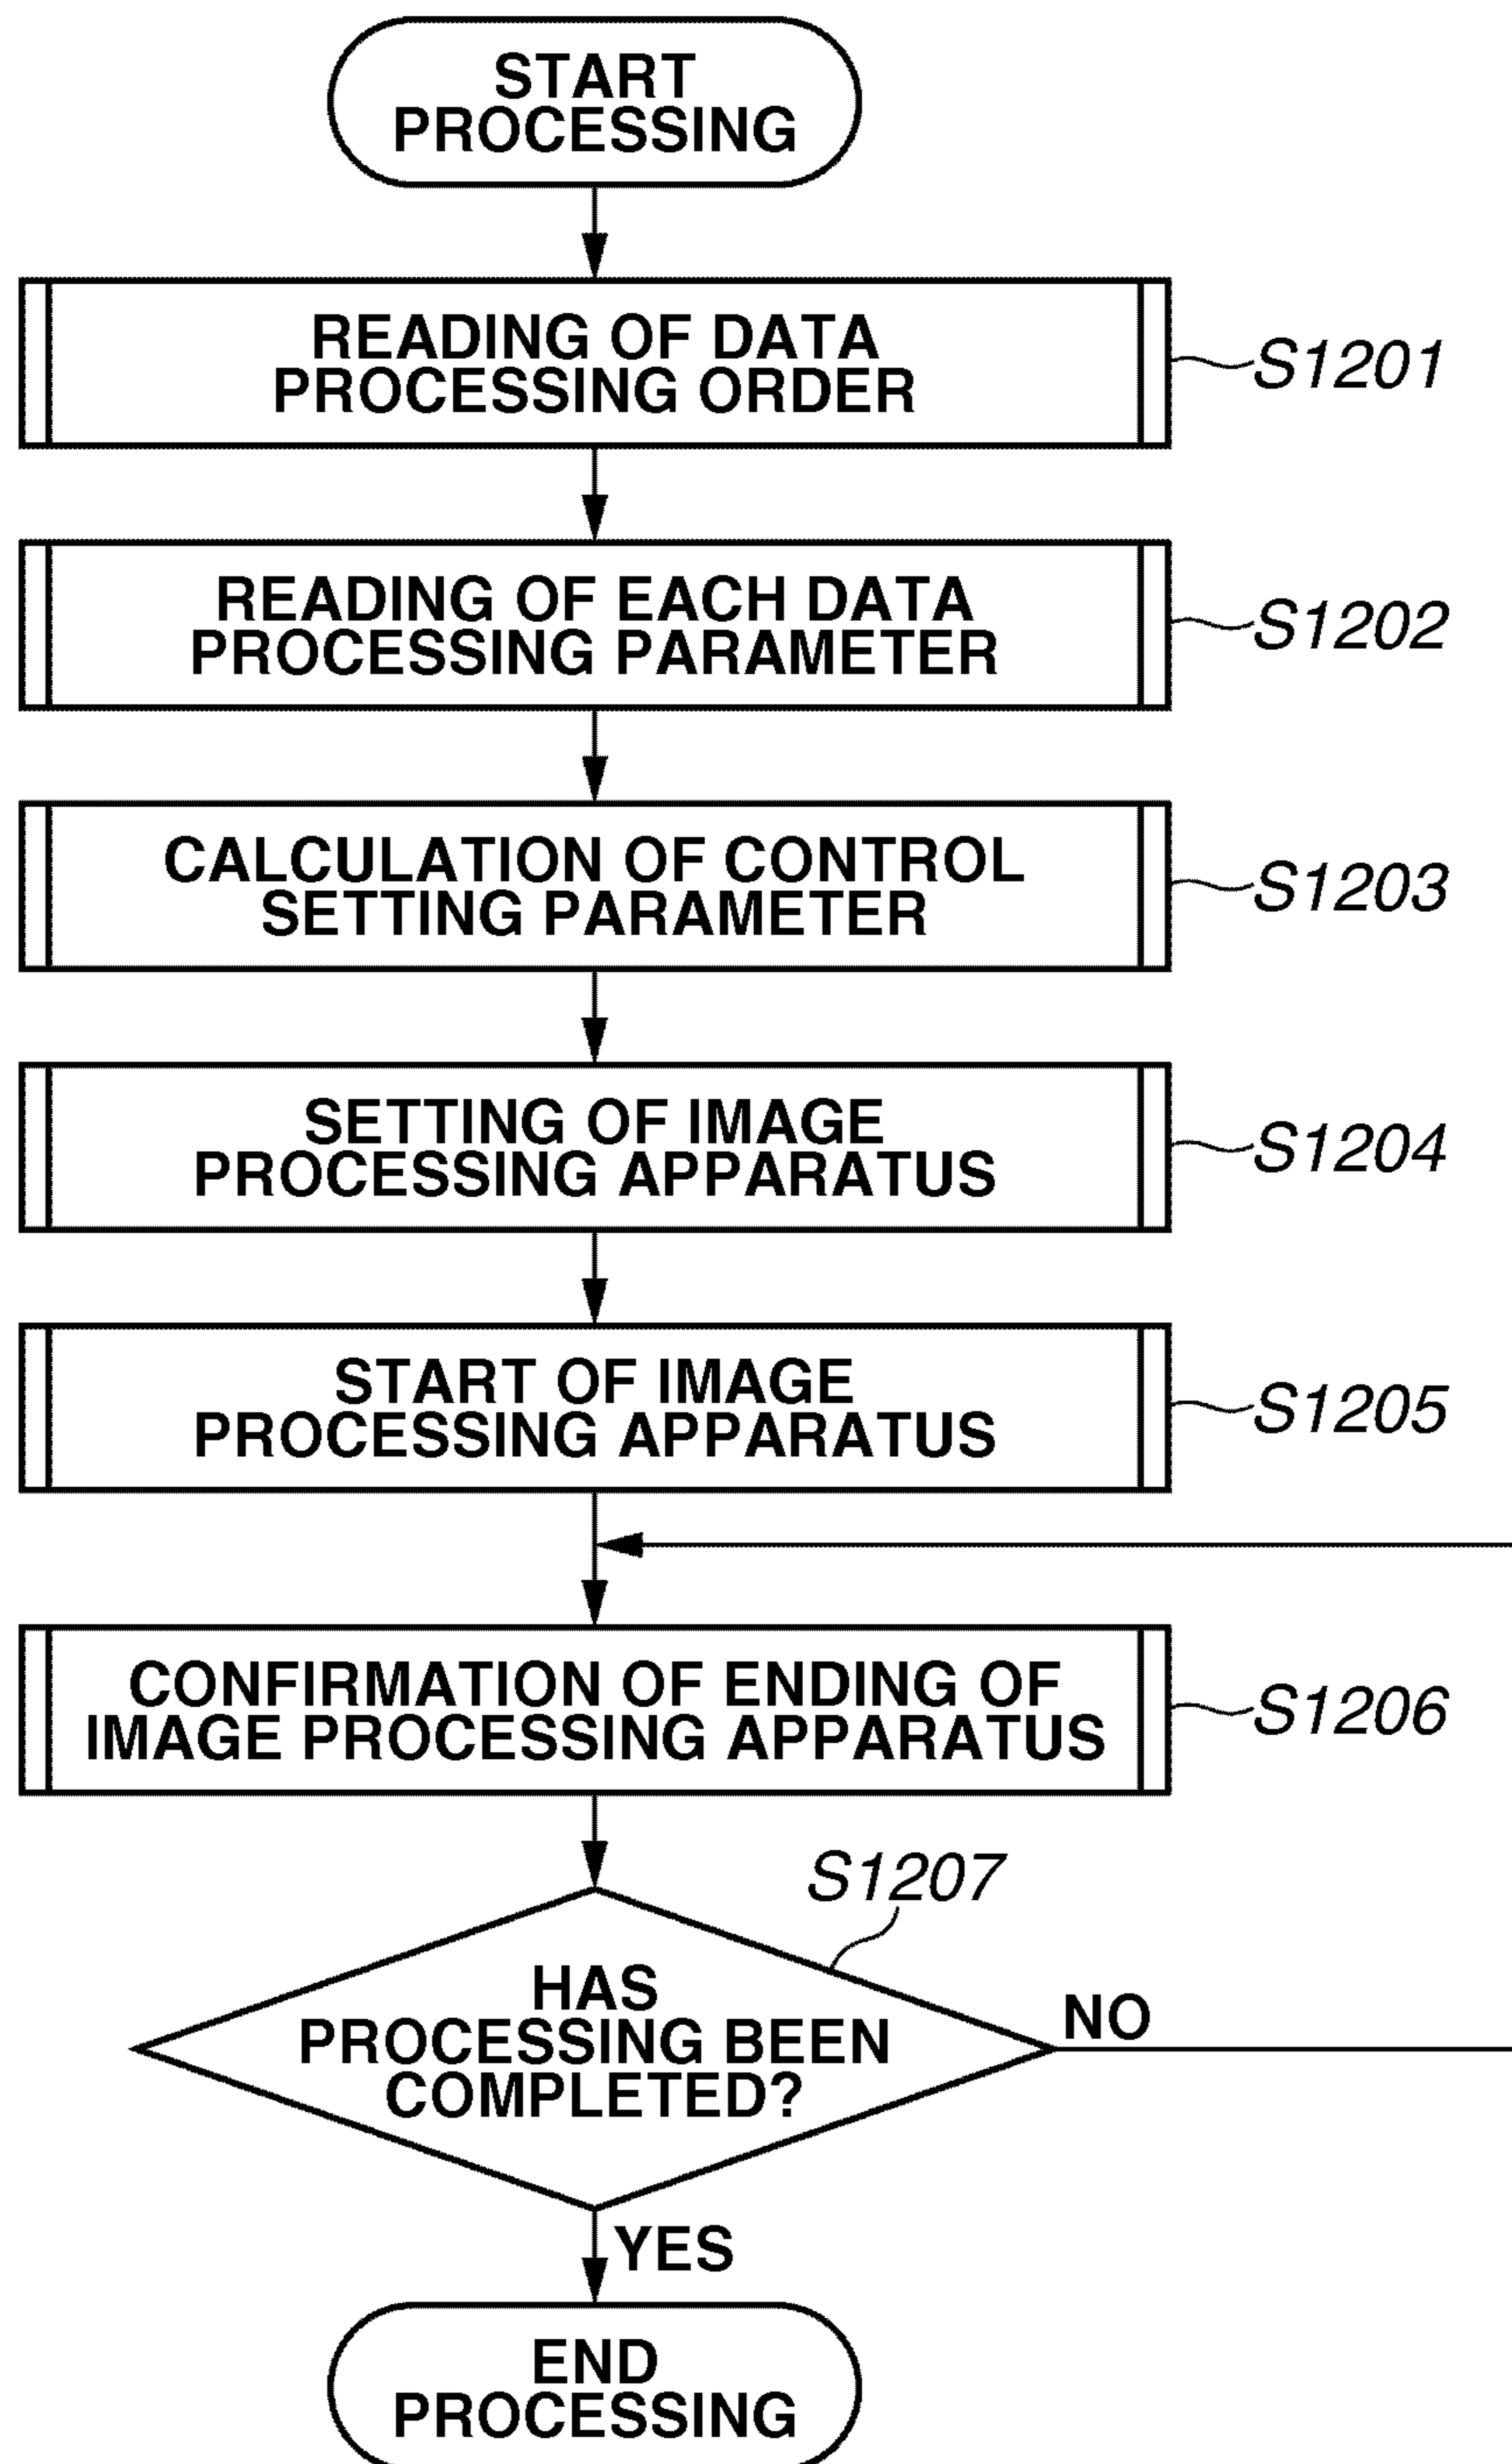 START
PROCESSING
READING OF DATA
PROCESSING ORDER
S1201
READING OF EACH DATA
PROCESSING PARAMETER
S1202
CALCULATION OF CONTROL
SETTING PARAMETER
S1203
SETTING OF IMAGE
PROCESSING APPARATUS
S1204
START OF IMAGE
PROCESSING APPARATUS
S1205
CONFIRMATION OF ENDING OF
IMAGE PROCESSING APPARATUS
S1206
S1207
HAS
PROCESSING BEEN
COMPLETED?
NO
YES
END
PROCESSING